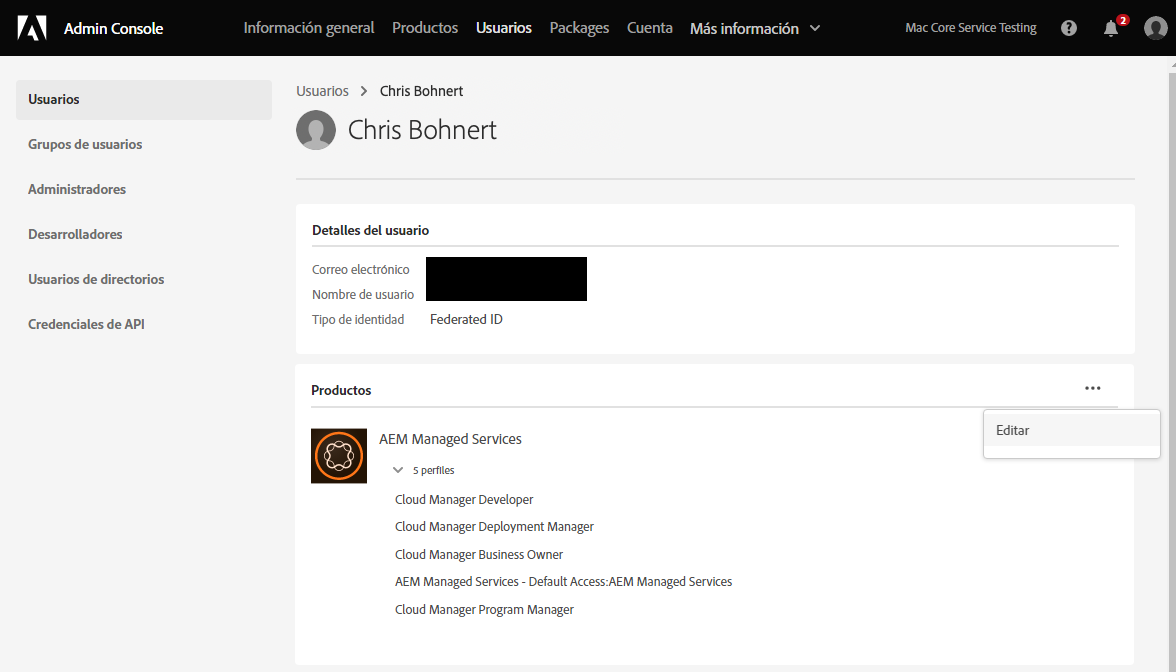 Admin Console
Información general Productos Usuarios Packages Cuenta Más información
Mac Core Service Testing
2
Usuarios
Grupos de usuarios
Administradores
Desarrolladores
Usuarios de directorios
Credenciales de API
Usuarios > Chris Bohnert
Chris Bohnert
Detalles del usuario
Correo electrónico
Nombre de usuario
Tipo de identidad Federated ID
Productos
Editar
AEM Managed Services
5 perfiles
Cloud Manager Developer
Cloud Manager Deployment Manager
Cloud Manager Business Owner
AEM Managed Services - Default Access:AEM Managed Services
Cloud Manager Program Manager